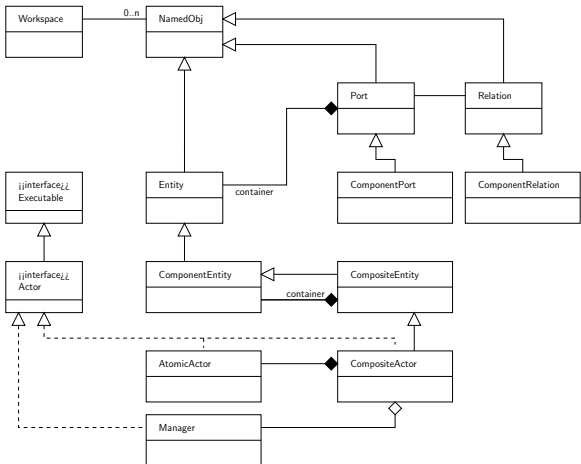 Workspace
0..n
NamedObj
Port
Relation
¡¡interface¿¿
Executable
Entity
container
ComponentPort
ComponentRelation
¡¡interface¿¿
Actor
ComponentEntity
container
CompositeEntity
AtomicActor
CompositeActor
Manager